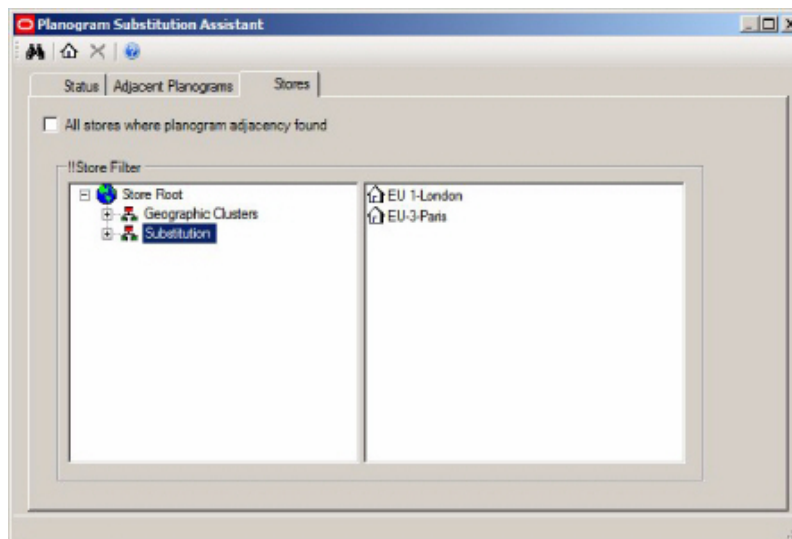 Planogram Substitution Assistant
Status Adjacent Planograms Stores
All stores where planogram adjacency found
!!Store Filter
Store Root
Geographic Clusters
Substitution
EU 1-London
EU-3-Paris